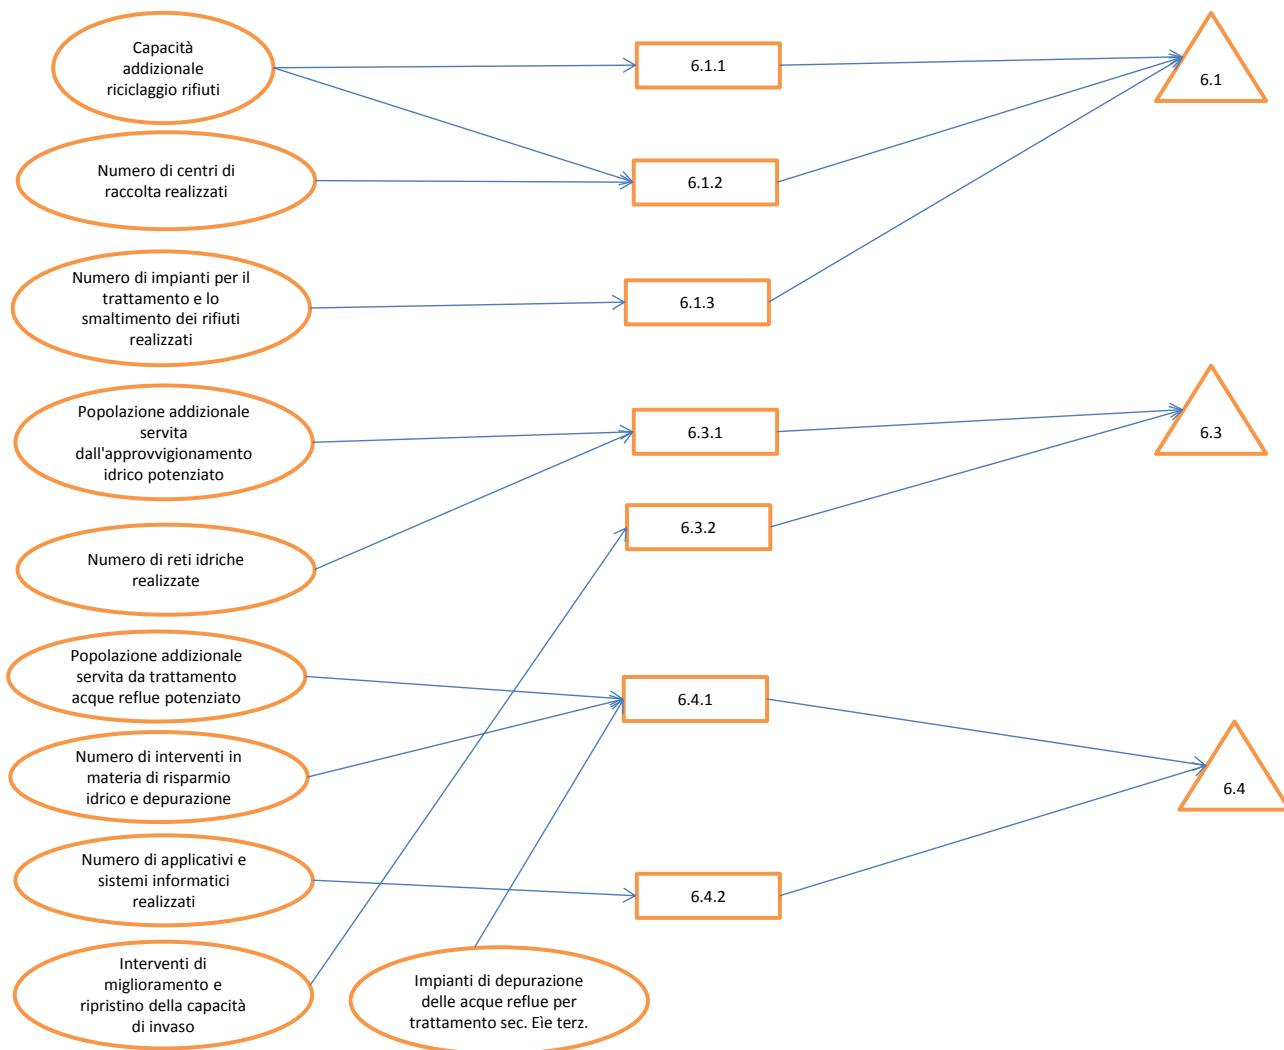 Capacità
addizionale
riciclaggio rifiuti
6.1.1
6.1
Numero di centri di
raccolta realizzati
6.1.2
Numero di impianti per il
trattamento e lo
smaltimento dei rifiuti
realizzati
6.1.3
Popolazione addizionale
servita
dall'approvvigionamento
idrico potenziato
6.3.1
6.3
6.3.2
Numero di reti idriche
realizzate
Popolazione addizionale
servita da trattamento
acque reflue potenziato
6.4.1
Numero di interventi in
materia di risparmio
idrico e depurazione
6.4
Numero di applicativi e
sistemi informatici
realizzati
6.4.2
Interventi di
miglioramento e
ripristino della capacità
di invaso
Impianti di depurazione
delle acque reflue per
trattamento sec. Eìe terz.